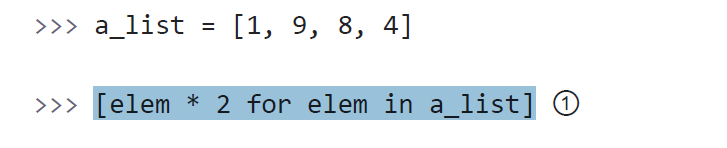 >>> a_list = [1, 9, 8, 4]
>>> [elem * 2 for elem in a_list] ①